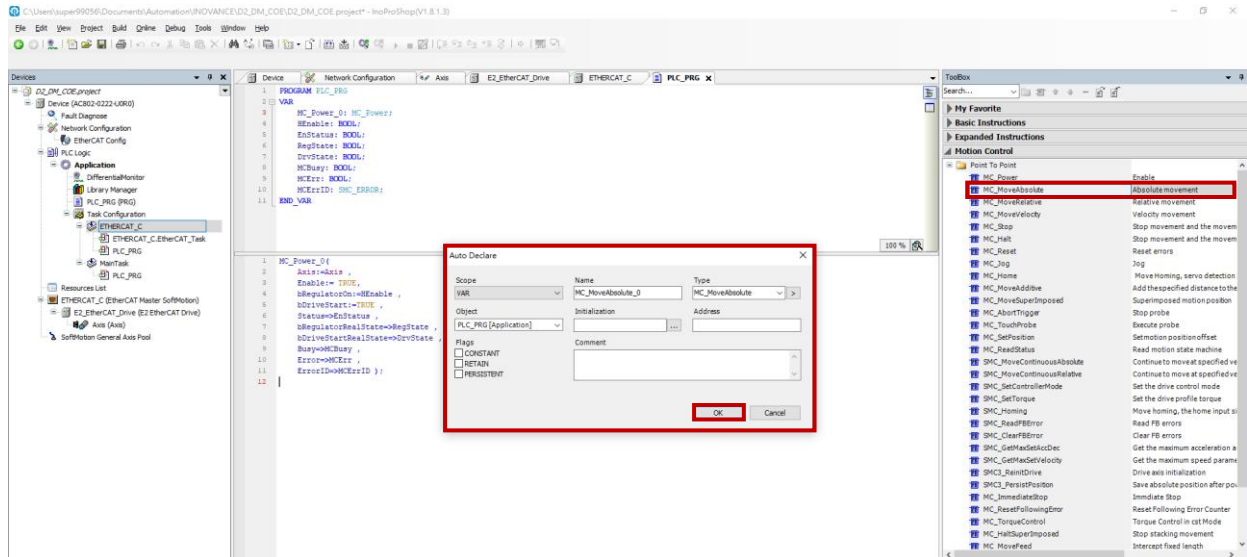 C:\Users\super99056\Documents\Automation\INOVANCE\D2_DM_COE\D2_DM_COE.project* - InoProShop(V1.8.1.3)
File Edit View Project Build Online Debug Tools Window Help
Devices
D2_DM_COE.project
Device (AC802-0222-U0R0)
Fault Diagnose
Network Configuration
EtherCAT Config
PLC Logic
Application
DifferentialMonitor
Library Manager
PLC_PRG (PRG)
Task Configuration
ETHERCAT_C
ETHERCAT_C.EtherCAT_Task
PLC_PRG
MainTask
PLC_PRG
Resources List
ETHERCAT_C (EtherCAT Master SoftMotion)
E2_EtherCAT_Drive (E2 EtherCAT Drive)
Axis (Axis)
SoftMotion General Axis Pool
Device Network Configuration Axis E2_EtherCAT_Drive ETHERCAT_C PLC_PRG
1 PROGRAM PLC_PRG
2 VAR
3 MC_Power_0: MC_Power;
4 HEnable: BOOL;
5 EnStatus: BOOL;
6 RegState: BOOL;
7 DrvState: BOOL;
8 MCBusy: BOOL;
9 MCErr: BOOL;
10 MCErrID: SMC_ERROR;
11 END_VAR
100 %
1 MC_Power_0(
2 Axis:=Axis ,
3 Enable:= TRUE,
4 bRegulatorOn:=HEnable ,
5 bDriveStart:=TRUE ,
6 Status=>EnStatus ,
7 bRegulatorRealState=>RegState ,
8 bDriveStartRealState=>DrvState ,
9 Busy=>MCBusy ,
10 Error=>MCErr ,
11 ErrorID=>MCErrID );
12
Auto Declare
Scope Name Type
VAR MC_MoveAbsolute_0 MC_MoveAbsolute >
Object Initialization Address
PLC_PRG [Application] ...
Flags Comment
CONSTANT
RETAIN
PERSISTENT
OK Cancel
ToolBox
Search...
My Favorite
Basic Instructions
Expanded Instructions
Motion Control
Point To Point
MC_Power Enable
MC_MoveAbsolute Absolute movement
MC_MoveRelative Relative movement
MC_MoveVelocity Velocity movement
MC_Stop Stop movement and the movem
MC_Halt Stop movement and the movem
MC_Reset Reset errors
MC_Jog Jog
MC_Home Move Homing, servo detection
MC_MoveAdditive Add the specified distance to the
MC_MoveSuperImposed Superimposed motion position
MC_AbortTrigger Stop probe
MC_TouchProbe Execute probe
MC_SetPosition Set motion position offset
MC_ReadStatus Read motion state machine
SMC_MoveContinuousAbsolute Continue to move at specified ve
SMC_MoveContinuousRelative Continue to move at specified ve
SMC_SetControllerMode Set the drive control mode
SMC_SetTorque Set the drive profile torque
SMC_Homing Move homing, the home input si
SMC_ReadFBError Read FB errors
SMC_ClearFBError Clear FB errors
SMC_GetMaxSetAccDec Get the maximum acceleration a
SMC_GetMaxSetVelocity Get the maximum speed parame
SMC3_ReinitDrive Drive axis initialization
SMC3_PersistPosition Save absolute position after pow
MC_ImmediateStop Immdiate Stop
MC_ResetFollowingError Reset Following Error Counter
MC_TorqueControl Torque Control in cst Mode
MC_HaltSuperImposed Stop stacking movement
MC_MoveFeed Intercept fixed length